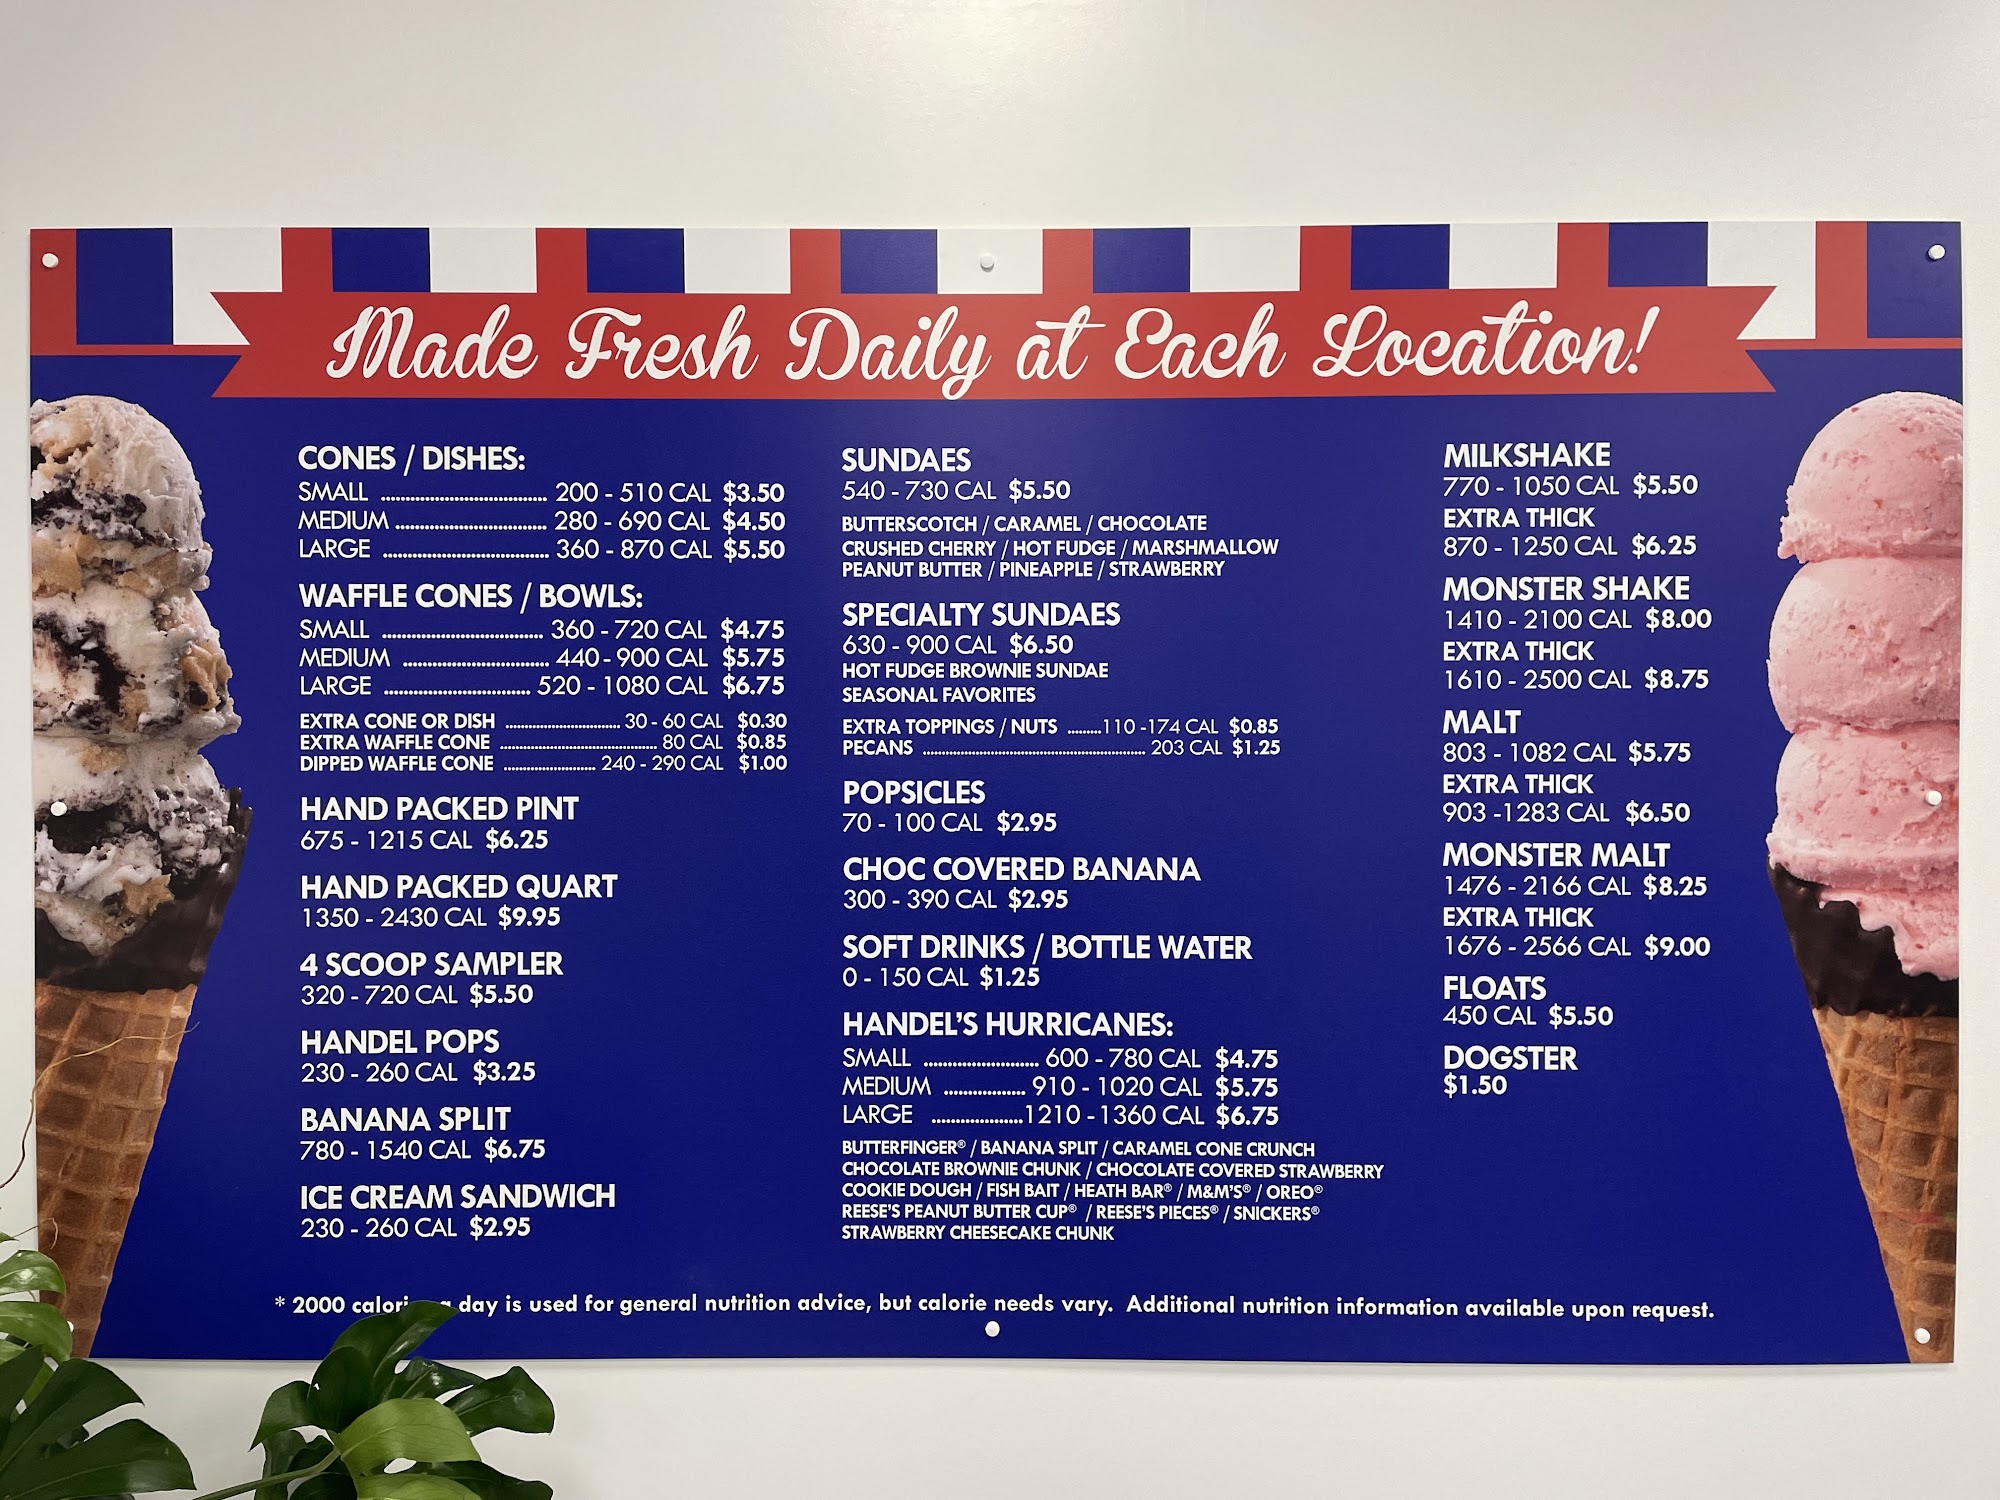 Made Fresh Daily at Each Location!
CONES / DISHES:
SMALL ........ 200 - 510 CAL $3.50
MEDIUM ........ 280 - 690 CAL $4.50
LARGE ........ 360 - 870 CAL $5.50
WAFFLE CONES / BOWLS:
SMALL ........ 360 - 720 CAL $4.75
MEDIUM ........ 440 - 900 CAL $5.75
LARGE ........ 520 - 1080 CAL $6.75
EXTRA CONE OR DISH ........ 30 - 60 CAL $0.30
EXTRA WAFFLE CONE ........ 80 CAL $0.85
DIPPED WAFFLE CONE ........ 240 - 290 CAL $1.00
HAND PACKED PINT
675 - 1215 CAL $6.25
HAND PACKED QUART
1350 - 2430 CAL $9.95
4 SCOOP SAMPLER
320 - 720 CAL $5.50
HANDEL POPS
230 - 260 CAL $3.25
BANANA SPLIT
780 - 1540 CAL $6.75
ICE CREAM SANDWICH
230 - 260 CAL $2.95
SUNDAES
540 - 730 CAL $5.50
BUTTERSCOTCH / CARAMEL / CHOCOLATE
CRUSHED CHERRY / HOT FUDGE / MARSHMALLOW
PEANUT BUTTER / PINEAPPLE / STRAWBERRY
SPECIALTY SUNDAES
630 - 900 CAL $6.50
HOT FUDGE BROWNIE SUNDAE
SEASONAL FAVORITES
EXTRA TOPPINGS / NUTS ........ 110 -174 CAL $0.85
PECANS ........ 203 CAL $1.25
POPSICLES
70 - 100 CAL $2.95
CHOC COVERED BANANA
300 - 390 CAL $2.95
SOFT DRINKS / BOTTLE WATER
0 - 150 CAL $1.25
HANDEL'S HURRICANES:
SMALL ........ 600 - 780 CAL $4.75
MEDIUM ........ 910 - 1020 CAL $5.75
LARGE ........ 1210 - 1360 CAL $6.75
BUTTERFINGER® / BANANA SPLIT / CARAMEL CONE CRUNCH
CHOCOLATE BROWNIE CHUNK / CHOCOLATE COVERED STRAWBERRY
COOKIE DOUGH / FISH BAIT / HEATH BAR® / M&M'S® / OREO®
REESE'S PEANUT BUTTER CUP® / REESE'S PIECES® / SNICKERS®
STRAWBERRY CHEESECAKE CHUNK
MILKSHAKE
770 - 1050 CAL $5.50
EXTRA THICK
870 - 1250 CAL $6.25
MONSTER SHAKE
1410 - 2100 CAL $8.00
EXTRA THICK
1610 - 2500 CAL $8.75
MALT
803 - 1082 CAL $5.75
EXTRA THICK
903 -1283 CAL $6.50
MONSTER MALT
1476 - 2166 CAL $8.25
EXTRA THICK
1676 - 2566 CAL $9.00
FLOATS
450 CAL $5.50
DOGSTER
$1.50
* 2000 day is used for general nutrition advice, but calorie needs vary. Additional nutrition information available upon request.